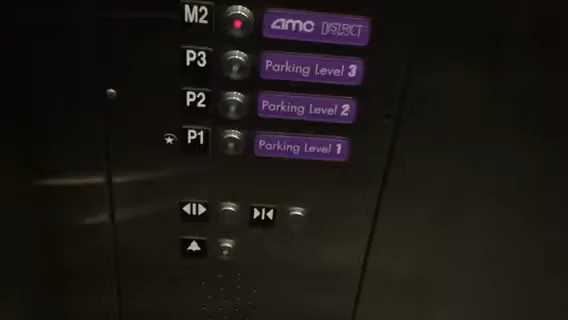 M2 amc DISTRICT
P3 Parking Level 3
P2 Parking Level 2
P1 Parking Level 1